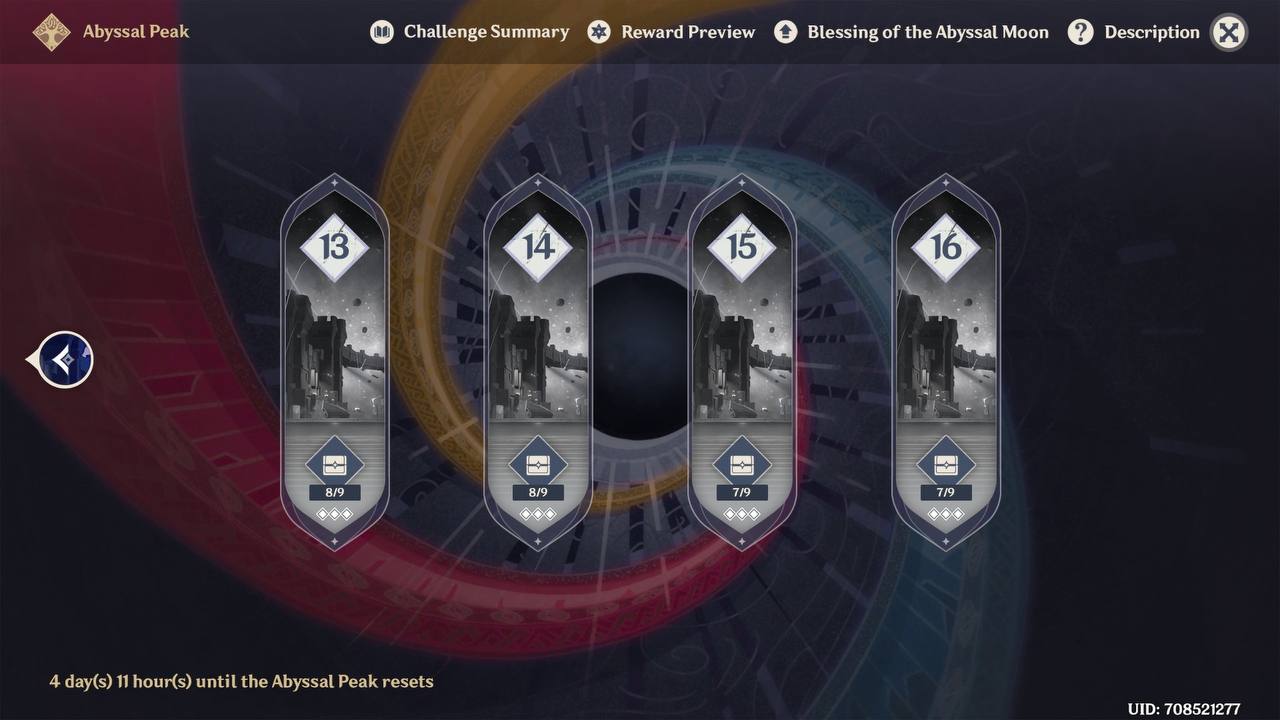 Abyssal Peak
Challenge Summary
Reward Preview
Blessing of the Abyssal Moon
? Description
13
14
15
16
8/9
8/9
7/9
7/9
4 day(s) 11 hour(s) until the Abyssal Peak resets
UID: 708521277